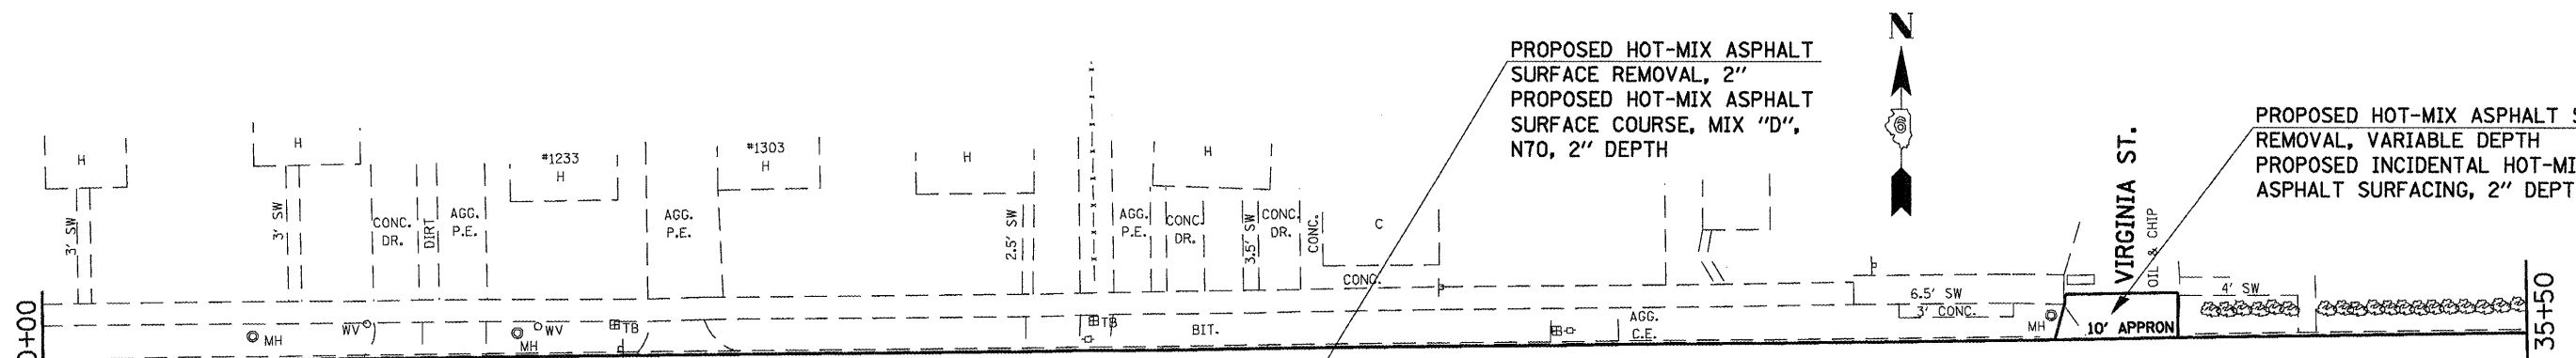 N
PROPOSED HOT-MIX ASPHALT
SURFACE REMOVAL, 2"
PROPOSED HOT-MIX ASPHALT
SURFACE COURSE, MIX "D",
N70, 2" DEPTH
PROPOSED HOT-MIX ASPHALT
REMOVAL, VARIABLE DEPTH
PROPOSED INCIDENTAL HOT-MI
ASPHALT SURFACING, 2" DEPT
VIRGINIA ST.
OIL & CHIP
H
H
#1233
H
#1303
H
H
H
C
3' SW
3' SW
CONC.
DR.
DIRT
AGG.
P.E.
AGG.
P.E.
2.5' SW
AGG.
P.E.
CONC.
DR.
3.5' SW
CONC.
DR.
CONC.
CONC.
6.5' SW
3' CONC.
4' SW
0+00
MH
WV
MH
WV
TB
TB
BIT.
AGG.
C.E.
MH
10' APPRON
35+50